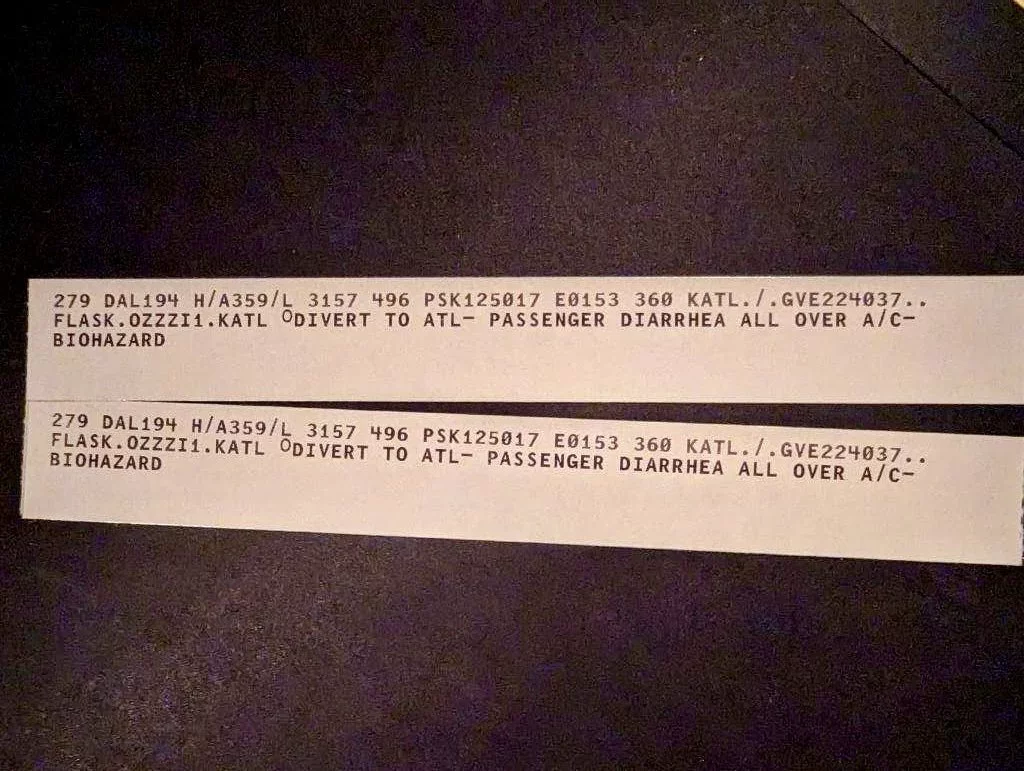 279 DAL194 H/A359/L 3157 496 PSK125017 E0153 360 KATL./.GVE224037..
FLASK.OZZZI1.KATL ○DIVERT TO ATL— PASSENGER DIARRHEA ALL OVER A/C—
BIOHAZARD
279 DAL194 H/A359/L 3157 496 PSK125017 E0153 360 KATL./.GVE224037..
FLASK.OZZZI1.KATL ○DIVERT TO ATL— PASSENGER DIARRHEA ALL OVER A/C—
BIOHAZARD